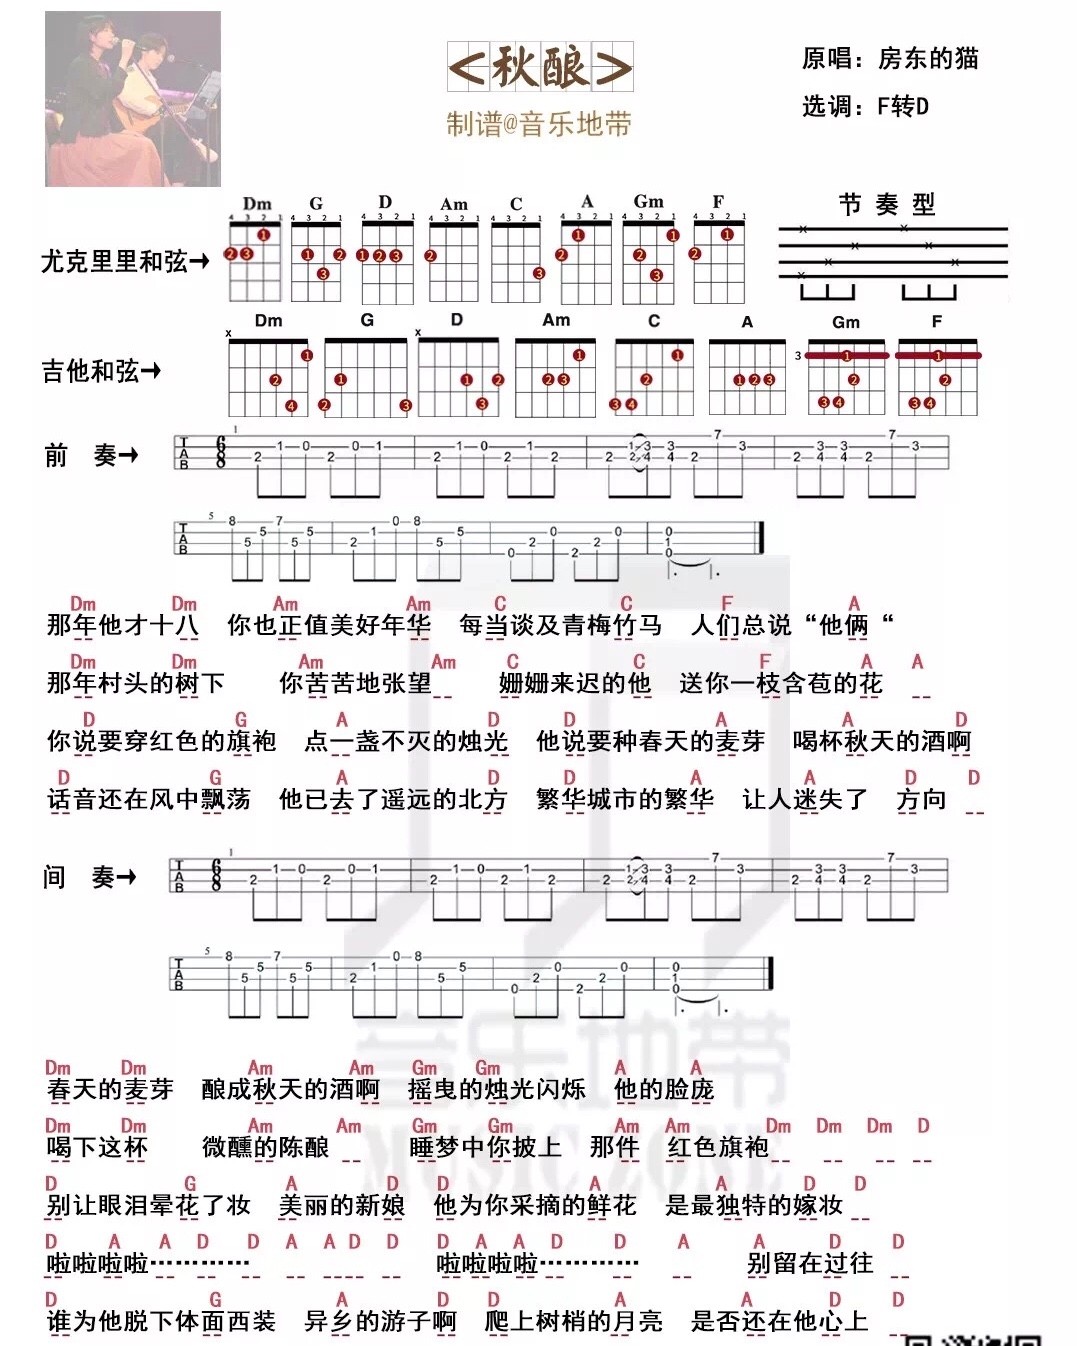 <秋酿>
制谱@音乐地带
原唱：房东的猫
选调：F转D
节 奏 型
尤克里里和弦→
Dm G D Am C A Gm F
吉他和弦→
Dm G D Am C A Gm F
前 奏→
Dm Dm Am Am C C F A
那年他才十八 你也正值美好年华 每当谈及青梅竹马 人们总说“他俩“
Dm Dm Am Am C C F A A
那年村头的树下 你苦苦地张望 姗姗来迟的他 送你一枝含苞的花
D G A D D A A D
你说要穿红色的旗袍 点一盏不灭的烛光 他说要种春天的麦芽 喝杯秋天的酒啊
D G A D D A A D D
话音还在风中飘荡 他已去了遥远的北方 繁华城市的繁华 让人迷失了 方向
间 奏→
音乐地带
MUSIC ZONE
Dm Dm Am Am Gm Gm A A
春天的麦芽 酿成秋天的酒啊 摇曳的烛光闪烁 他的脸庞
Dm Dm Am Am Gm Gm Am Am Dm Dm Dm D
喝下这杯 微醺的陈酿 睡梦中你披上 那件 红色旗袍
D G A D D A A D D
别让眼泪晕花了妆 美丽的新娘 他为你采摘的鲜花 是最独特的嫁妆
D A A D D A A D D D A A D D A A D D
啦啦啦啦………… 啦啦啦啦………… 别留在过往
D G A D D A A D D
谁为他脱下体面西装 异乡的游子啊 爬上树梢的月亮 是否还在他心上